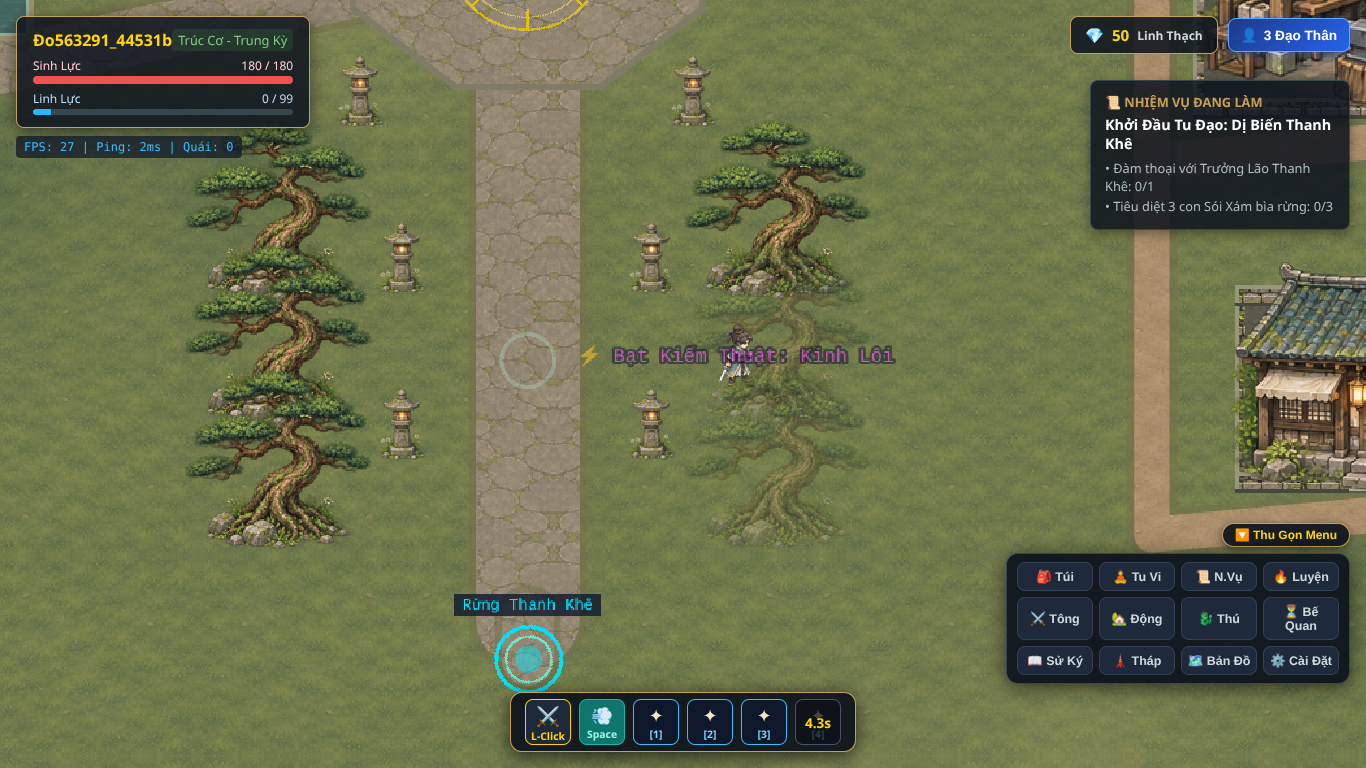 Đo563291_44531b Trúc Cơ - Trung Kỳ
Sinh Lực 180 / 180
Linh Lực 0 / 99
FPS: 27 | Ping: 2ms | Quái: 0
50 Linh Thạch
3 Đạo Thân
NHIỆM VỤ ĐANG LÀM
Khởi Đầu Tu Đạo: Dị Biến Thanh
Khê
• Đàm thoại với Trưởng Lão Thanh
Khê: 0/1
• Tiêu diệt 3 con Sói Xám bìa rừng: 0/3
Bạt Kiếm Thuật: Kinh Lôi
Rừng Thanh Khê
Thu Gọn Menu
Túi Tu Vi N.Vụ Luyện
Tông Động Thú Bế
Quan
Sử Ký Tháp Bản Đồ Cài Đặt
4.3s
L-Click Space [1] [2] [3] [4]